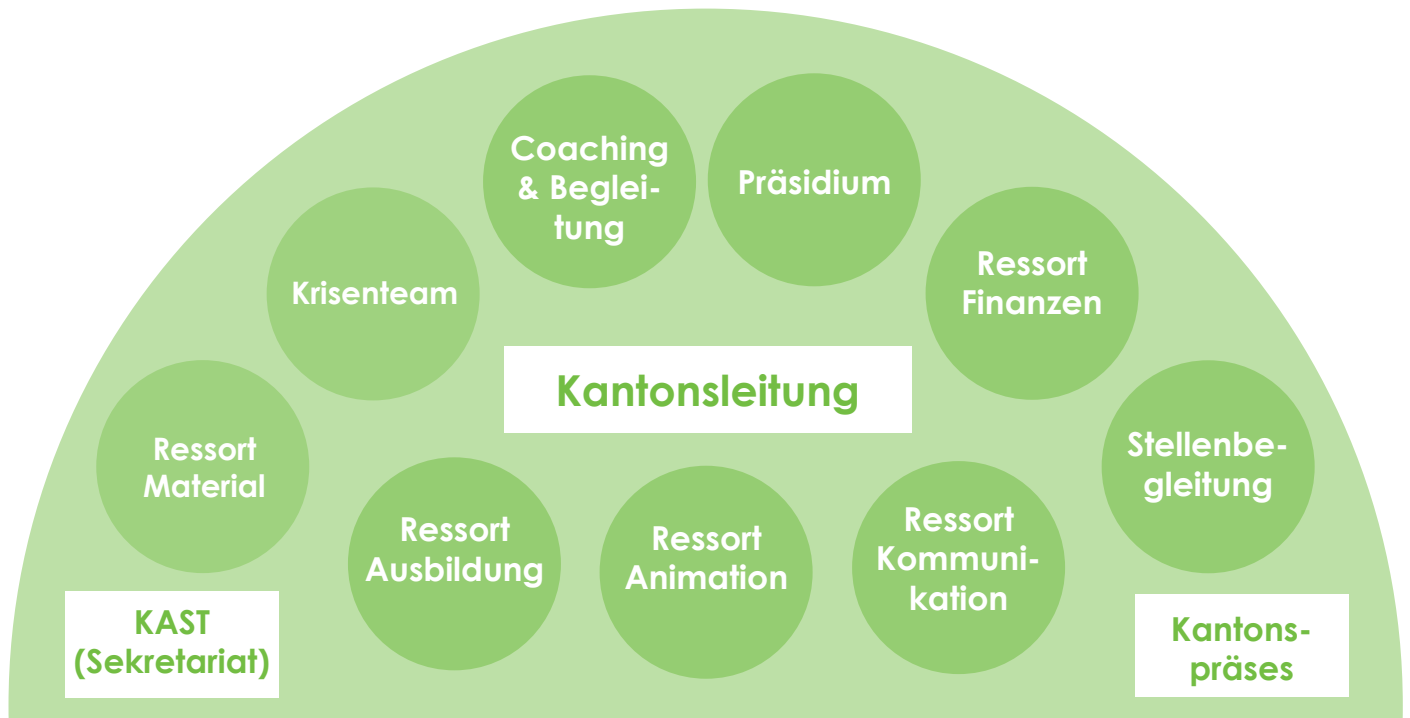 Coaching
& Beglei-
tung
Präsidium
Krisenteam
Ressort
Finanzen
Kantonsleitung
Ressort
Material
Stellenbe-
gleitung
Ressort
Ausbildung
Ressort
Animation
Ressort
Kommuni-
kation
KAST
(Sekretariat)
Kantons-
präses